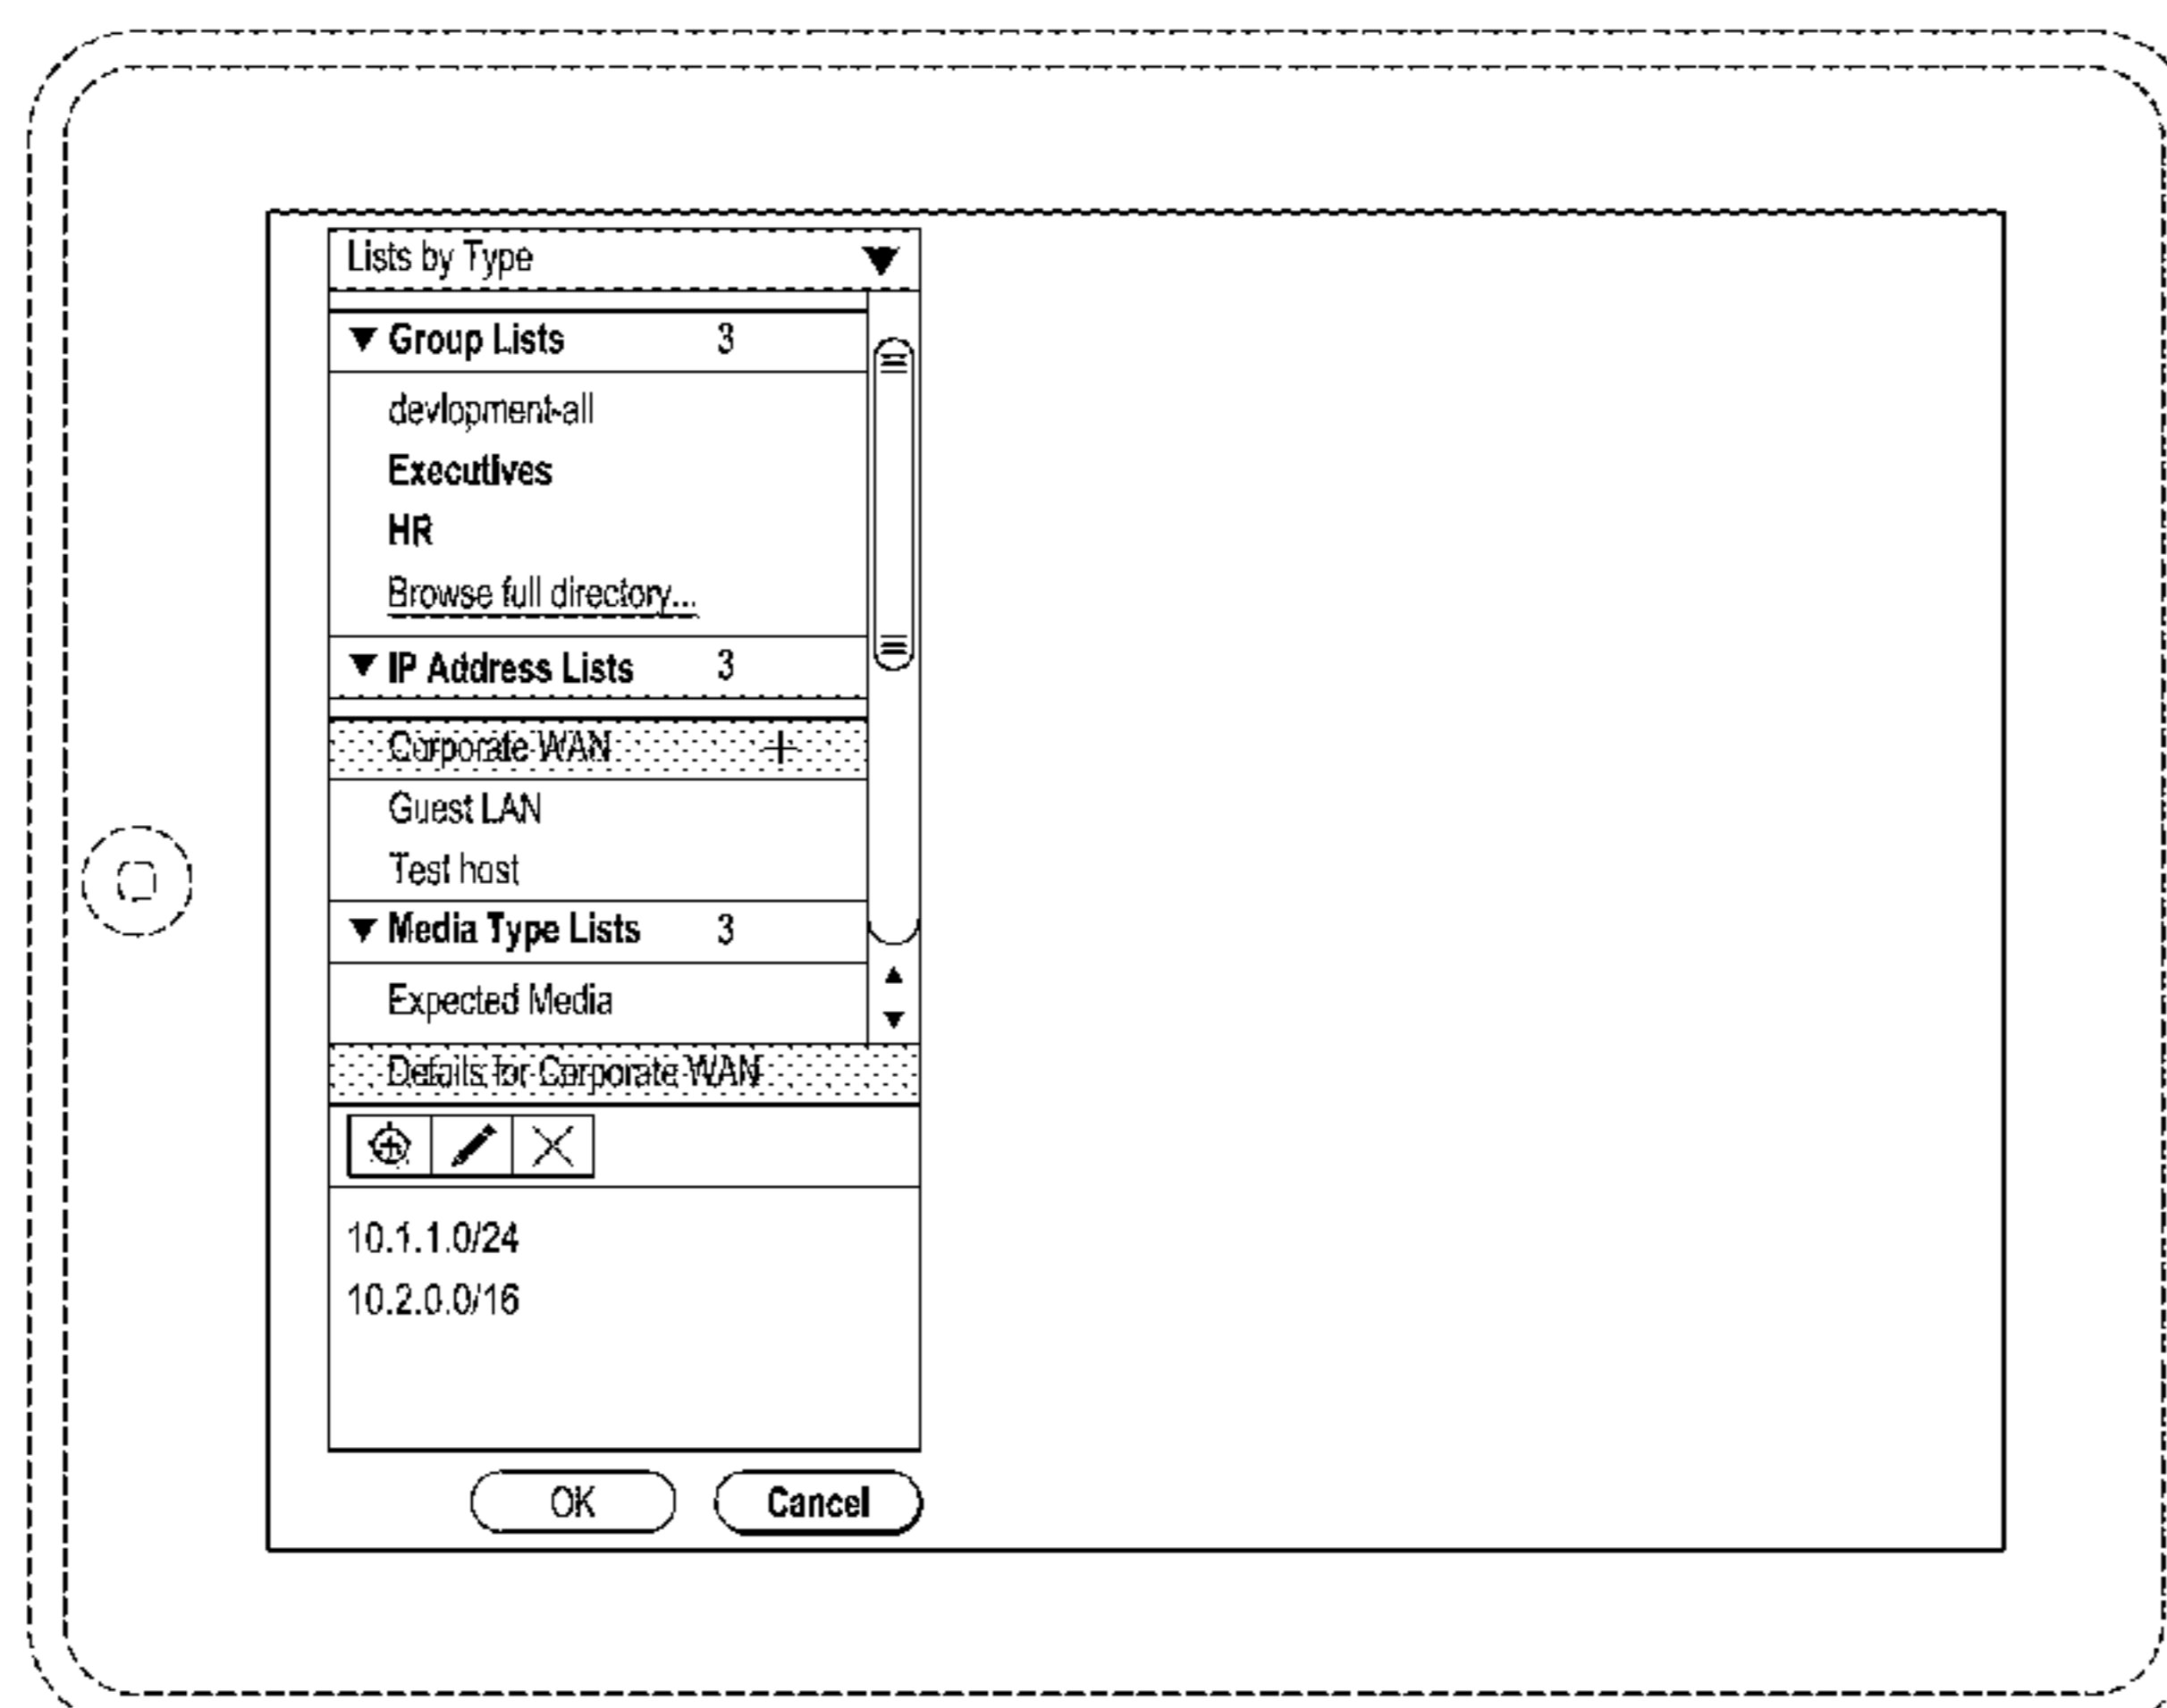 Lists by Type
Group Lists 3
devlopment-all
Executives
HR
Browse full directory...
IP Address Lists 3
Corporate WAN +
Guest LAN
Test host
Media Type Lists 3
Expected Media
Details for Corporate WAN
10.1.1.0/24
10.2.0.0/16
OK Cancel